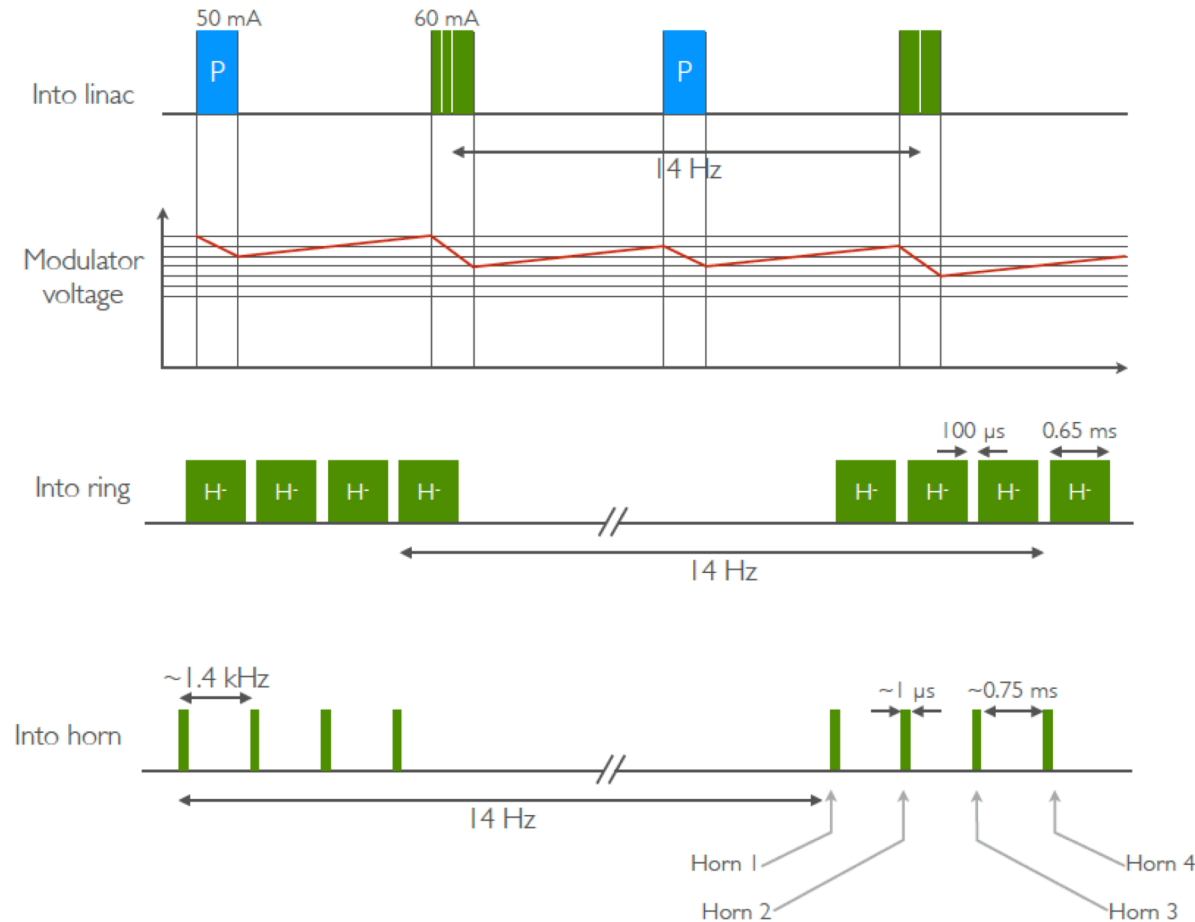 50 mA
60 mA
P
P
Into linac
14 Hz
Modulator
voltage
100 µs
0.65 ms
Into ring
H-
H-
H-
H-
H-
H-
H-
H-
14 Hz
~1.4 kHz
~1 µs
~0.75 ms
Into horn
14 Hz
Horn 1
Horn 4
Horn 2
Horn 3